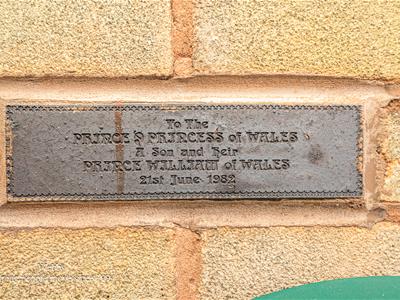 To The
PRINCE & PRINCESS of WALES
A Son and Heir
PRINCE WILLIAM of WALES
21st June 1982